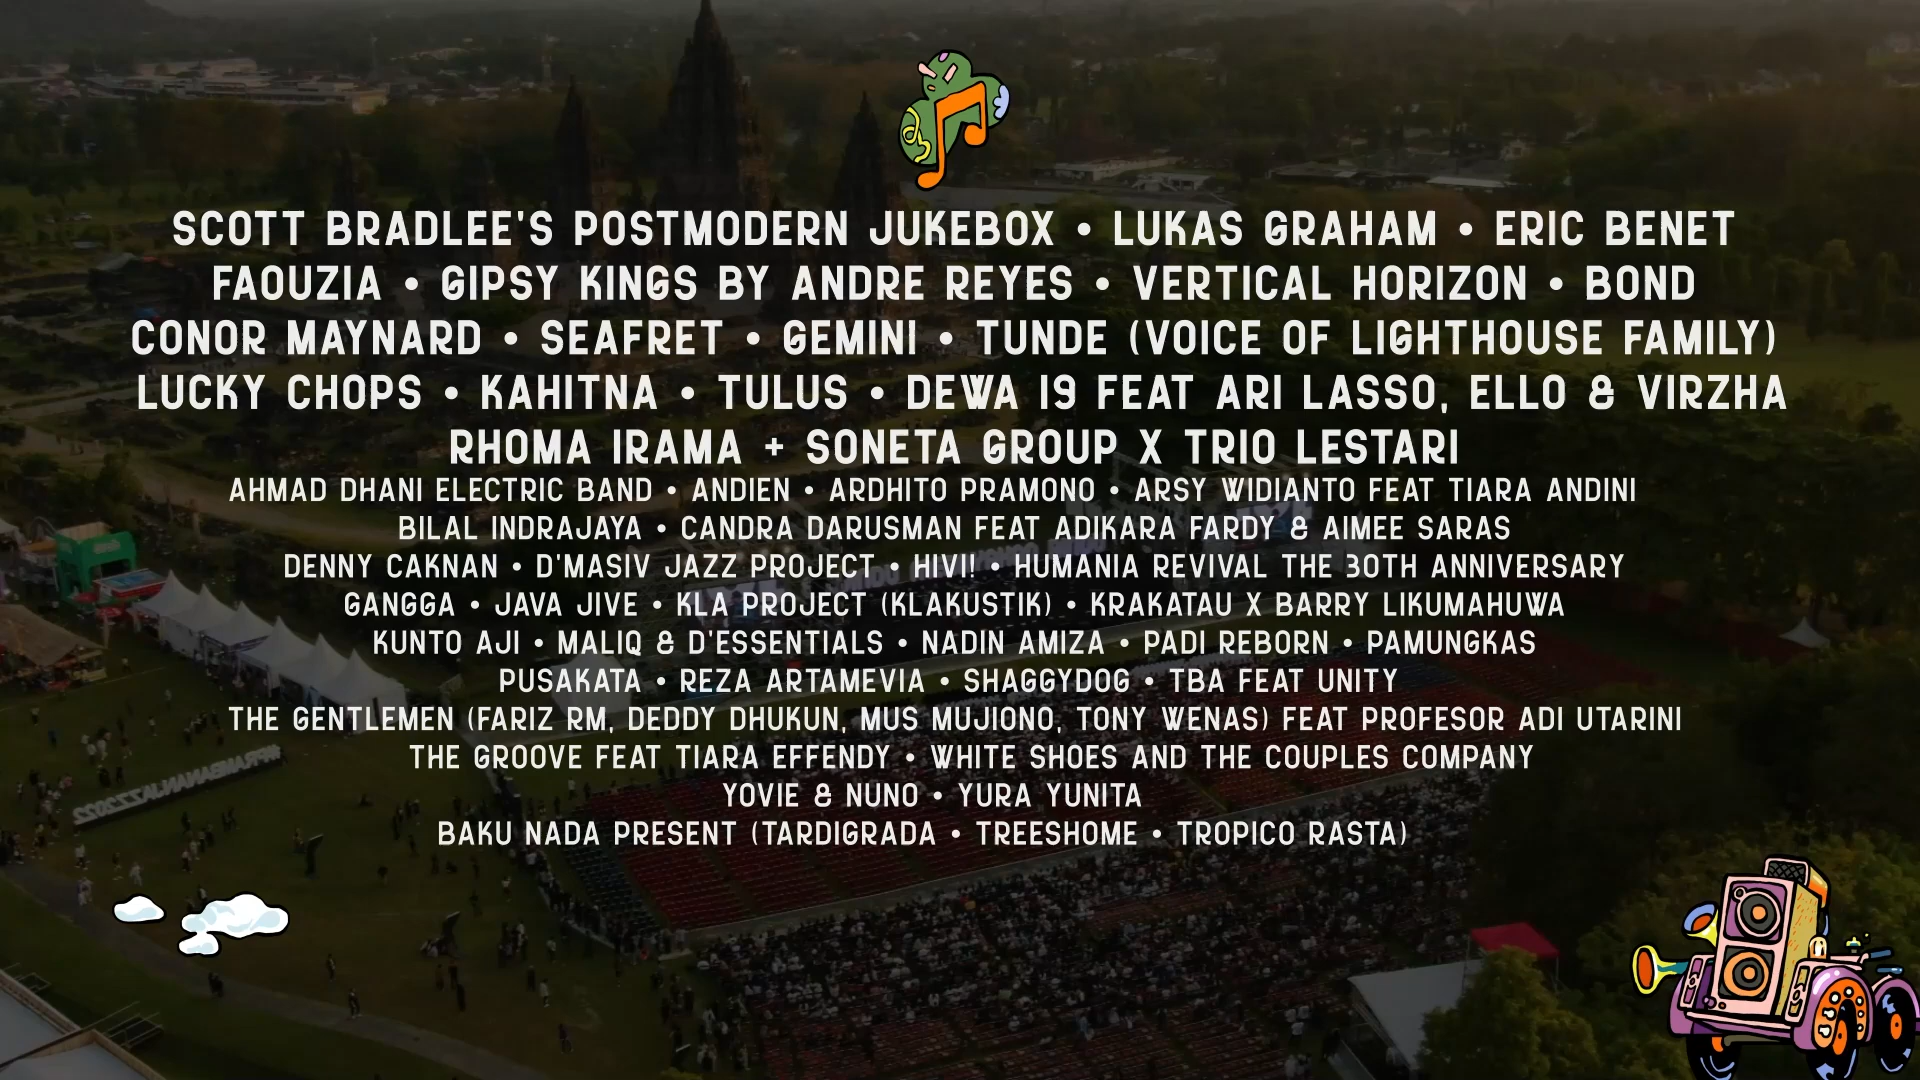 SCOTT BRADLEE'S POSTMODERN JUKEBOX • LUKAS GRAHAM • ERIC BENET
FAOUZIA • GIPSY KINGS BY ANDRE REYES • VERTICAL HORIZON • BOND
CONOR MAYNARD • SEAFRET • GEMINI • TUNDE (VOICE OF LIGHTHOUSE FAMILY)
LUCKY CHOPS • KAHITNA • TULUS • DEWA 19 FEAT ARI LASSO, ELLO & VIRZHA
RHOMA IRAMA + SONETA GROUP X TRIO LESTARI
AHMAD DHANI ELECTRIC BAND • ANDIEN • ARDHITO PRAMONO • ARSY WIDIANTO FEAT TIARA ANDINI
BILAL INDRAJAYA • CANDRA DARUSMAN FEAT ADIKARA FARDY & AIMEE SARAS
DENNY CAKNAN • D'MASIV JAZZ PROJECT • HIVI! • HUMANIA REVIVAL THE 30TH ANNIVERSARY
GANGGA • JAVA JIVE • KLA PROJECT (KLAKUSTIK) • KRAKATAU X BARRY LIKUMAHUWA
KUNTO AJI • MALIQ & D'ESSENTIALS • NADIN AMIZA • PADI REBORN • PAMUNGKAS
PUSAKATA • REZA ARTAMEVIA • SHAGGYDOG • TBA FEAT UNITY
THE GENTLEMEN (FARIZ RM, DEDDY DHUKUN, MUS MUJIONO, TONY WENAS) FEAT PROFESOR ADI UTARINI
THE GROOVE FEAT TIARA EFFENDY • WHITE SHOES AND THE COUPLES COMPANY
YOVIE & NUNO • YURA YUNITA
BAKU NADA PRESENT (TARDIGRADA • TREESHOME • TROPICO RASTA)